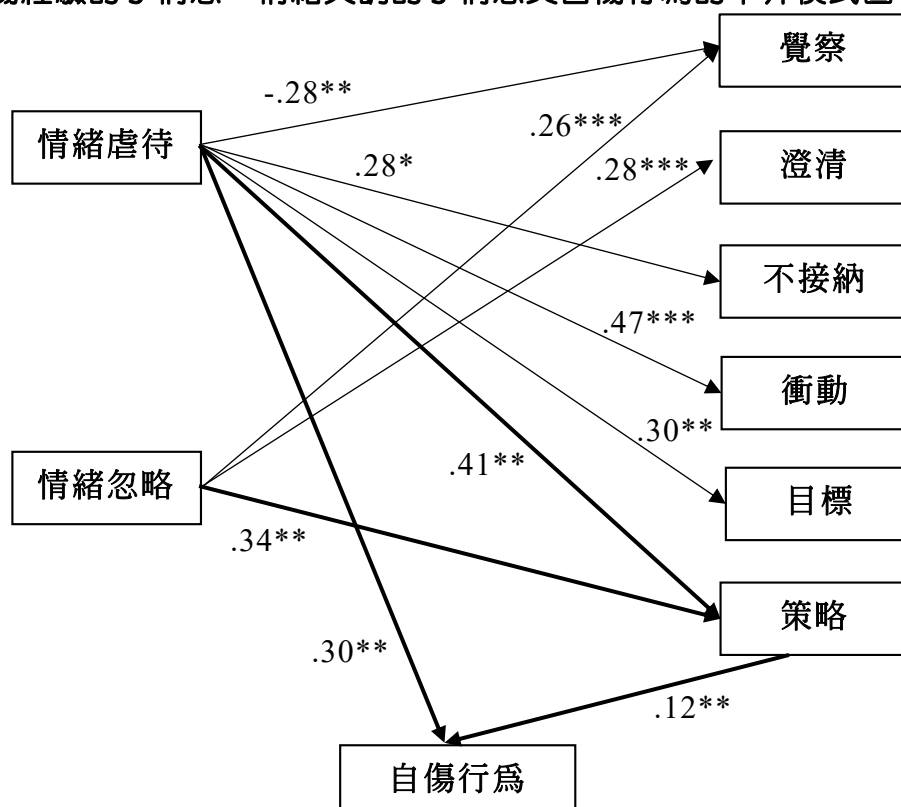 覺察
-.28**
情緒虐待
.26***
.28*
.28***
澄清
不接納
.47***
衝動
.30**
.41**
情緒忽略
目標
.34**
策略
.30**
.12**
自傷行為